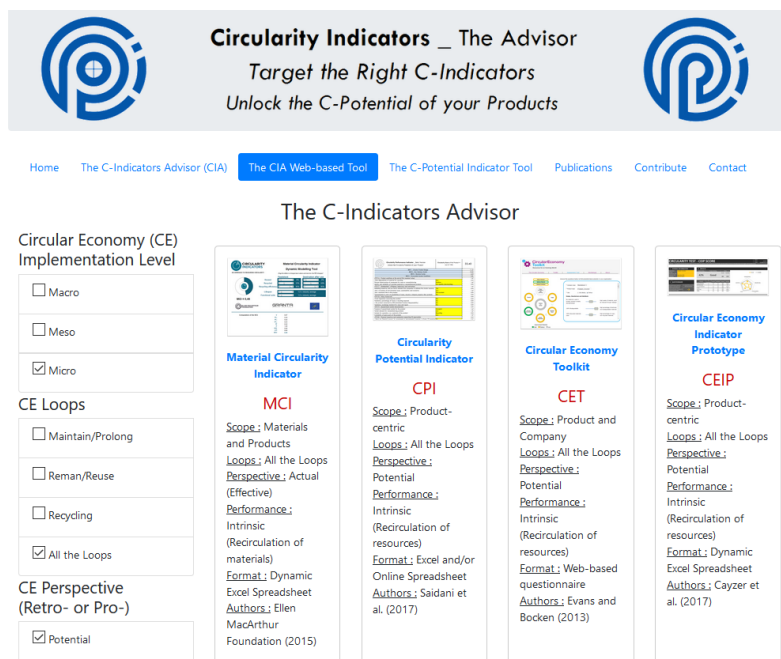 Circularity Indicators _ The Advisor
Target the Right C-Indicators
Unlock the C-Potential of your Products
Home
The C-Indicators Advisor (CIA)
The CIA Web-based Tool
The C-Potential Indicator Tool
Publications
Contribute
Contact
The C-Indicators Advisor
Circular Economy (CE)
Implementation Level
Macro
Meso
Micro
CE Loops
Maintain/Prolong
Reman/Reuse
Recycling
All the Loops
CE Perspective
(Retro- or Pro-)
Potential
Material Circularity
Indicator
MCI
Scope : Materials
and Products
Loops : All the Loops
Perspective : Actual
(Effective)
Performance :
Intrinsic
(Recirculation of
materials)
Format : Dynamic
Excel Spreadsheet
Authors : Ellen
MacArthur
Foundation (2015)
Circularity
Potential Indicator
CPI
Scope : Product-
centric
Loops : All the Loops
Perspective :
Potential
Performance :
Intrinsic
(Recirculation of
resources)
Format : Excel and/or
Online Spreadsheet
Authors : Saidani et
al. (2017)
Circular Economy
Toolkit
CET
Scope : Product and
Company
Loops : All the Loops
Perspective :
Potential
Performance :
Intrinsic
(Recirculation of
resources)
Format : Web-based
questionnaire
Authors : Evans and
Bocken (2013)
Circular Economy
Indicator
Prototype
CEIP
Scope : Product-
centric
Loops : All the Loops
Perspective :
Potential
Performance :
Intrinsic
(Recirculation of
resources)
Format : Dynamic
Excel Spreadsheet
Authors : Cayzer et
al. (2017)